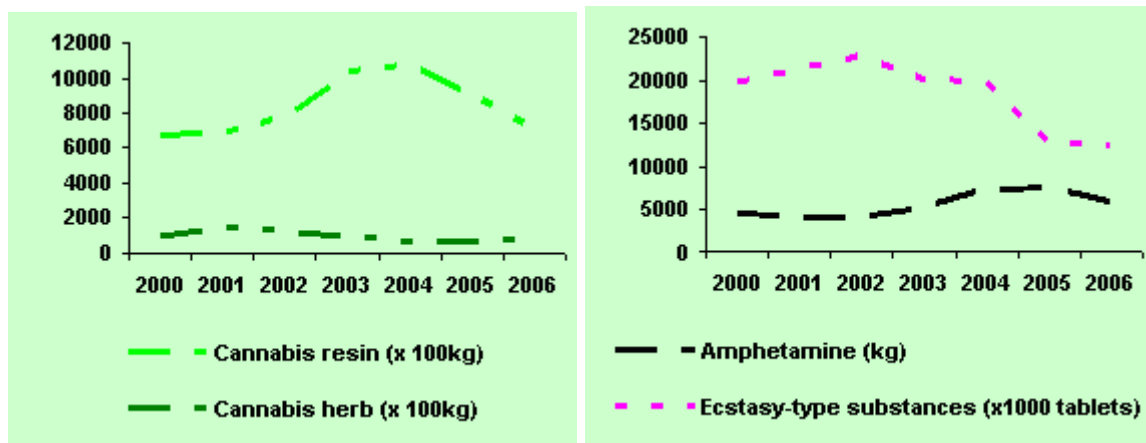 12000
10000
8000
6000
4000
2000
0
2000 2001 2002 2003 2004 2005 2006
Cannabis resin (x 100kg)
Cannabis herb (x 100kg)
25000
20000
15000
10000
5000
0
2000 2001 2002 2003 2004 2005 2006
Amphetamine (kg)
Ecstasy-type substances (x1000 tablets)